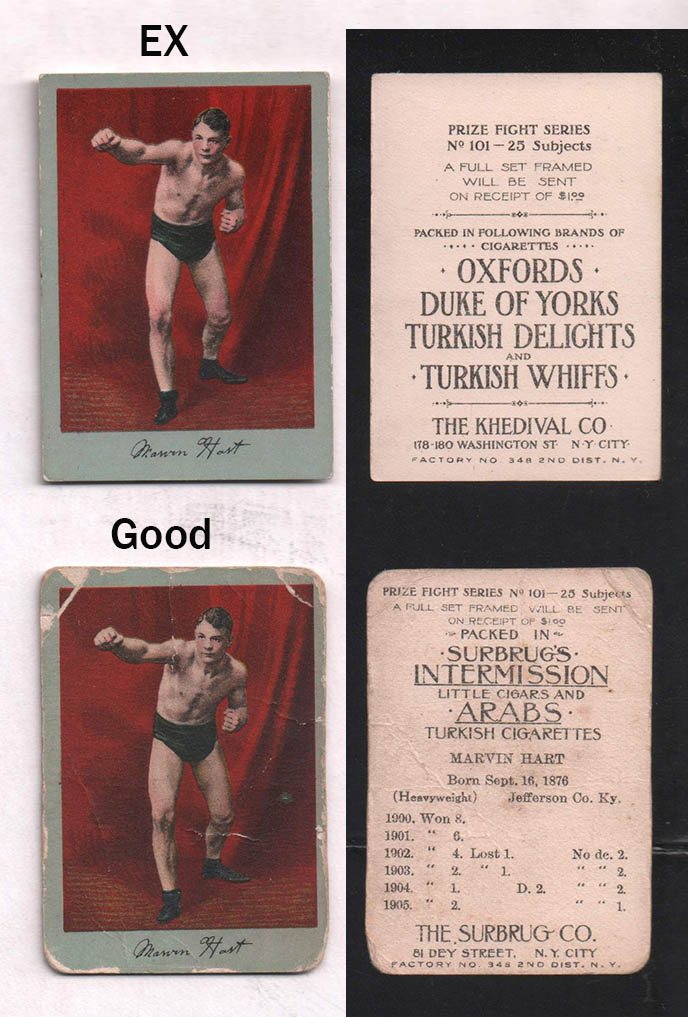 EX
Marvin Hart
PRIZE FIGHT SERIES
Nº 101 — 25 Subjects
A FULL SET FRAMED
WILL BE SENT
ON RECEIPT OF $1.00
PACKED IN FOLLOWING BRANDS OF
CIGARETTES
OXFORDS
DUKE OF YORKS
TURKISH DELIGHTS
AND
TURKISH WHIFFS
THE KHEDIVAL CO.
178-180 WASHINGTON ST. N·Y·CITY
FACTORY NO. 348 2ND DIST. N. Y.
Good
Marvin Hart
PRIZE FIGHT SERIES Nº 101 — 25 Subjects
A FULL SET FRAMED WILL BE SENT
ON RECEIPT OF $1.00
PACKED IN
·SURBRUG'S·
INTERMISSION
LITTLE CIGARS AND
·ARABS·
TURKISH CIGARETTES
MARVIN HART
Born Sept. 16, 1876
(Heavyweight) Jefferson Co. Ky.
1900. Won 8.
1901. " 6.
1902. " 4. Lost 1. No dc. 2.
1903. " 2. " 1. " " 2.
1904. " 1. D. 2. " " 2.
1905. " 2. " " 1.
THE SURBRUG CO.
81 DEY STREET, N. Y. CITY
FACTORY NO. 348 2ND DIST. N. Y.